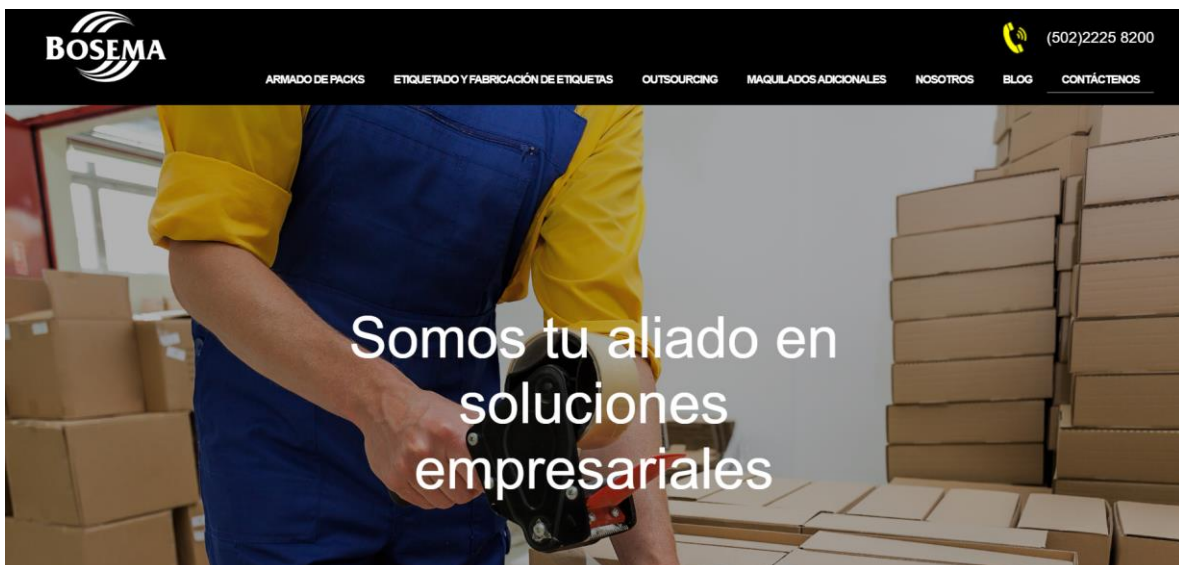 BOSEMA
(502)2225 8200
ARMADO DE PACKS ETIQUETADO Y FABRICACIÓN DE ETIQUETAS OUTSOURCING MAQUILADOS ADICIONALES NOSOTROS BLOG CONTÁCTENOS
Somos tu aliado en
soluciones
empresariales